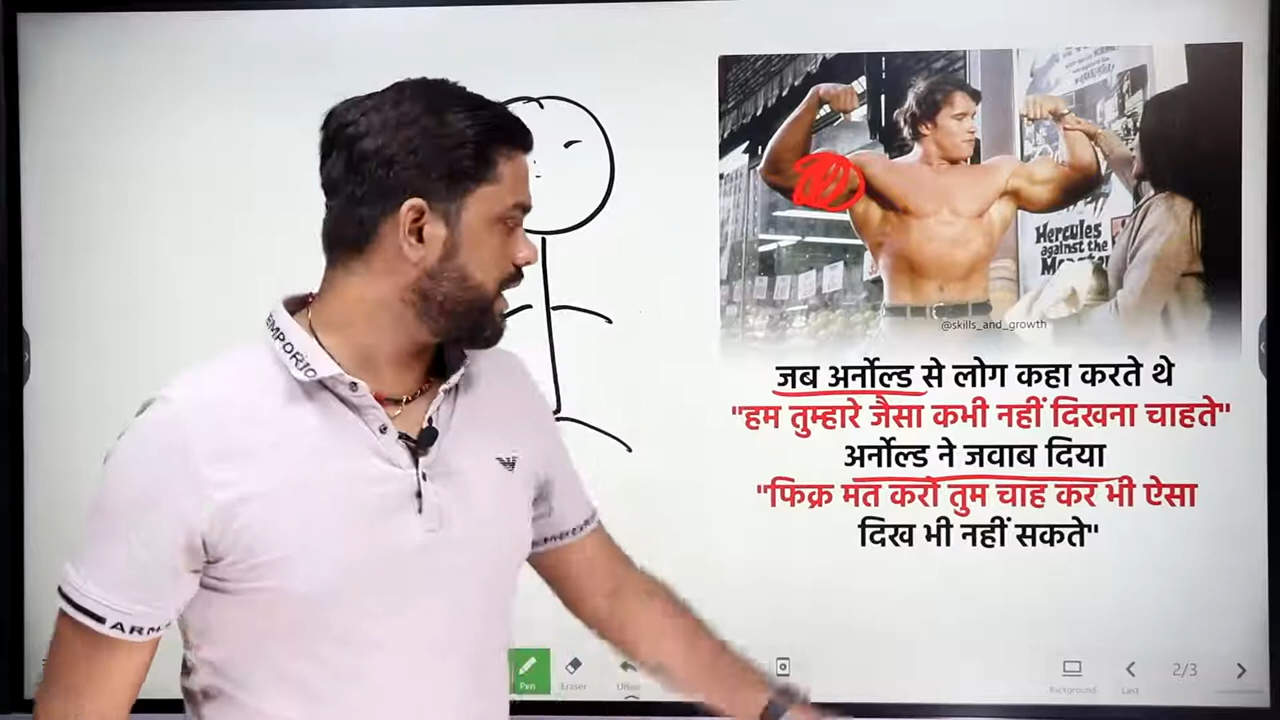 Hercules
against the
@skills_and_growth
जब अर्नोल्ड से लोग कहा करते थे
"हम तुम्हारे जैसा कभी नहीं दिखना चाहते"
अर्नोल्ड ने जवाब दिया
"फिक्र मत करो तुम चाह कर भी ऐसा
दिख भी नहीं सकते"
EMPORIO
ARM
Pen
Eraser
Background
Last
2/3